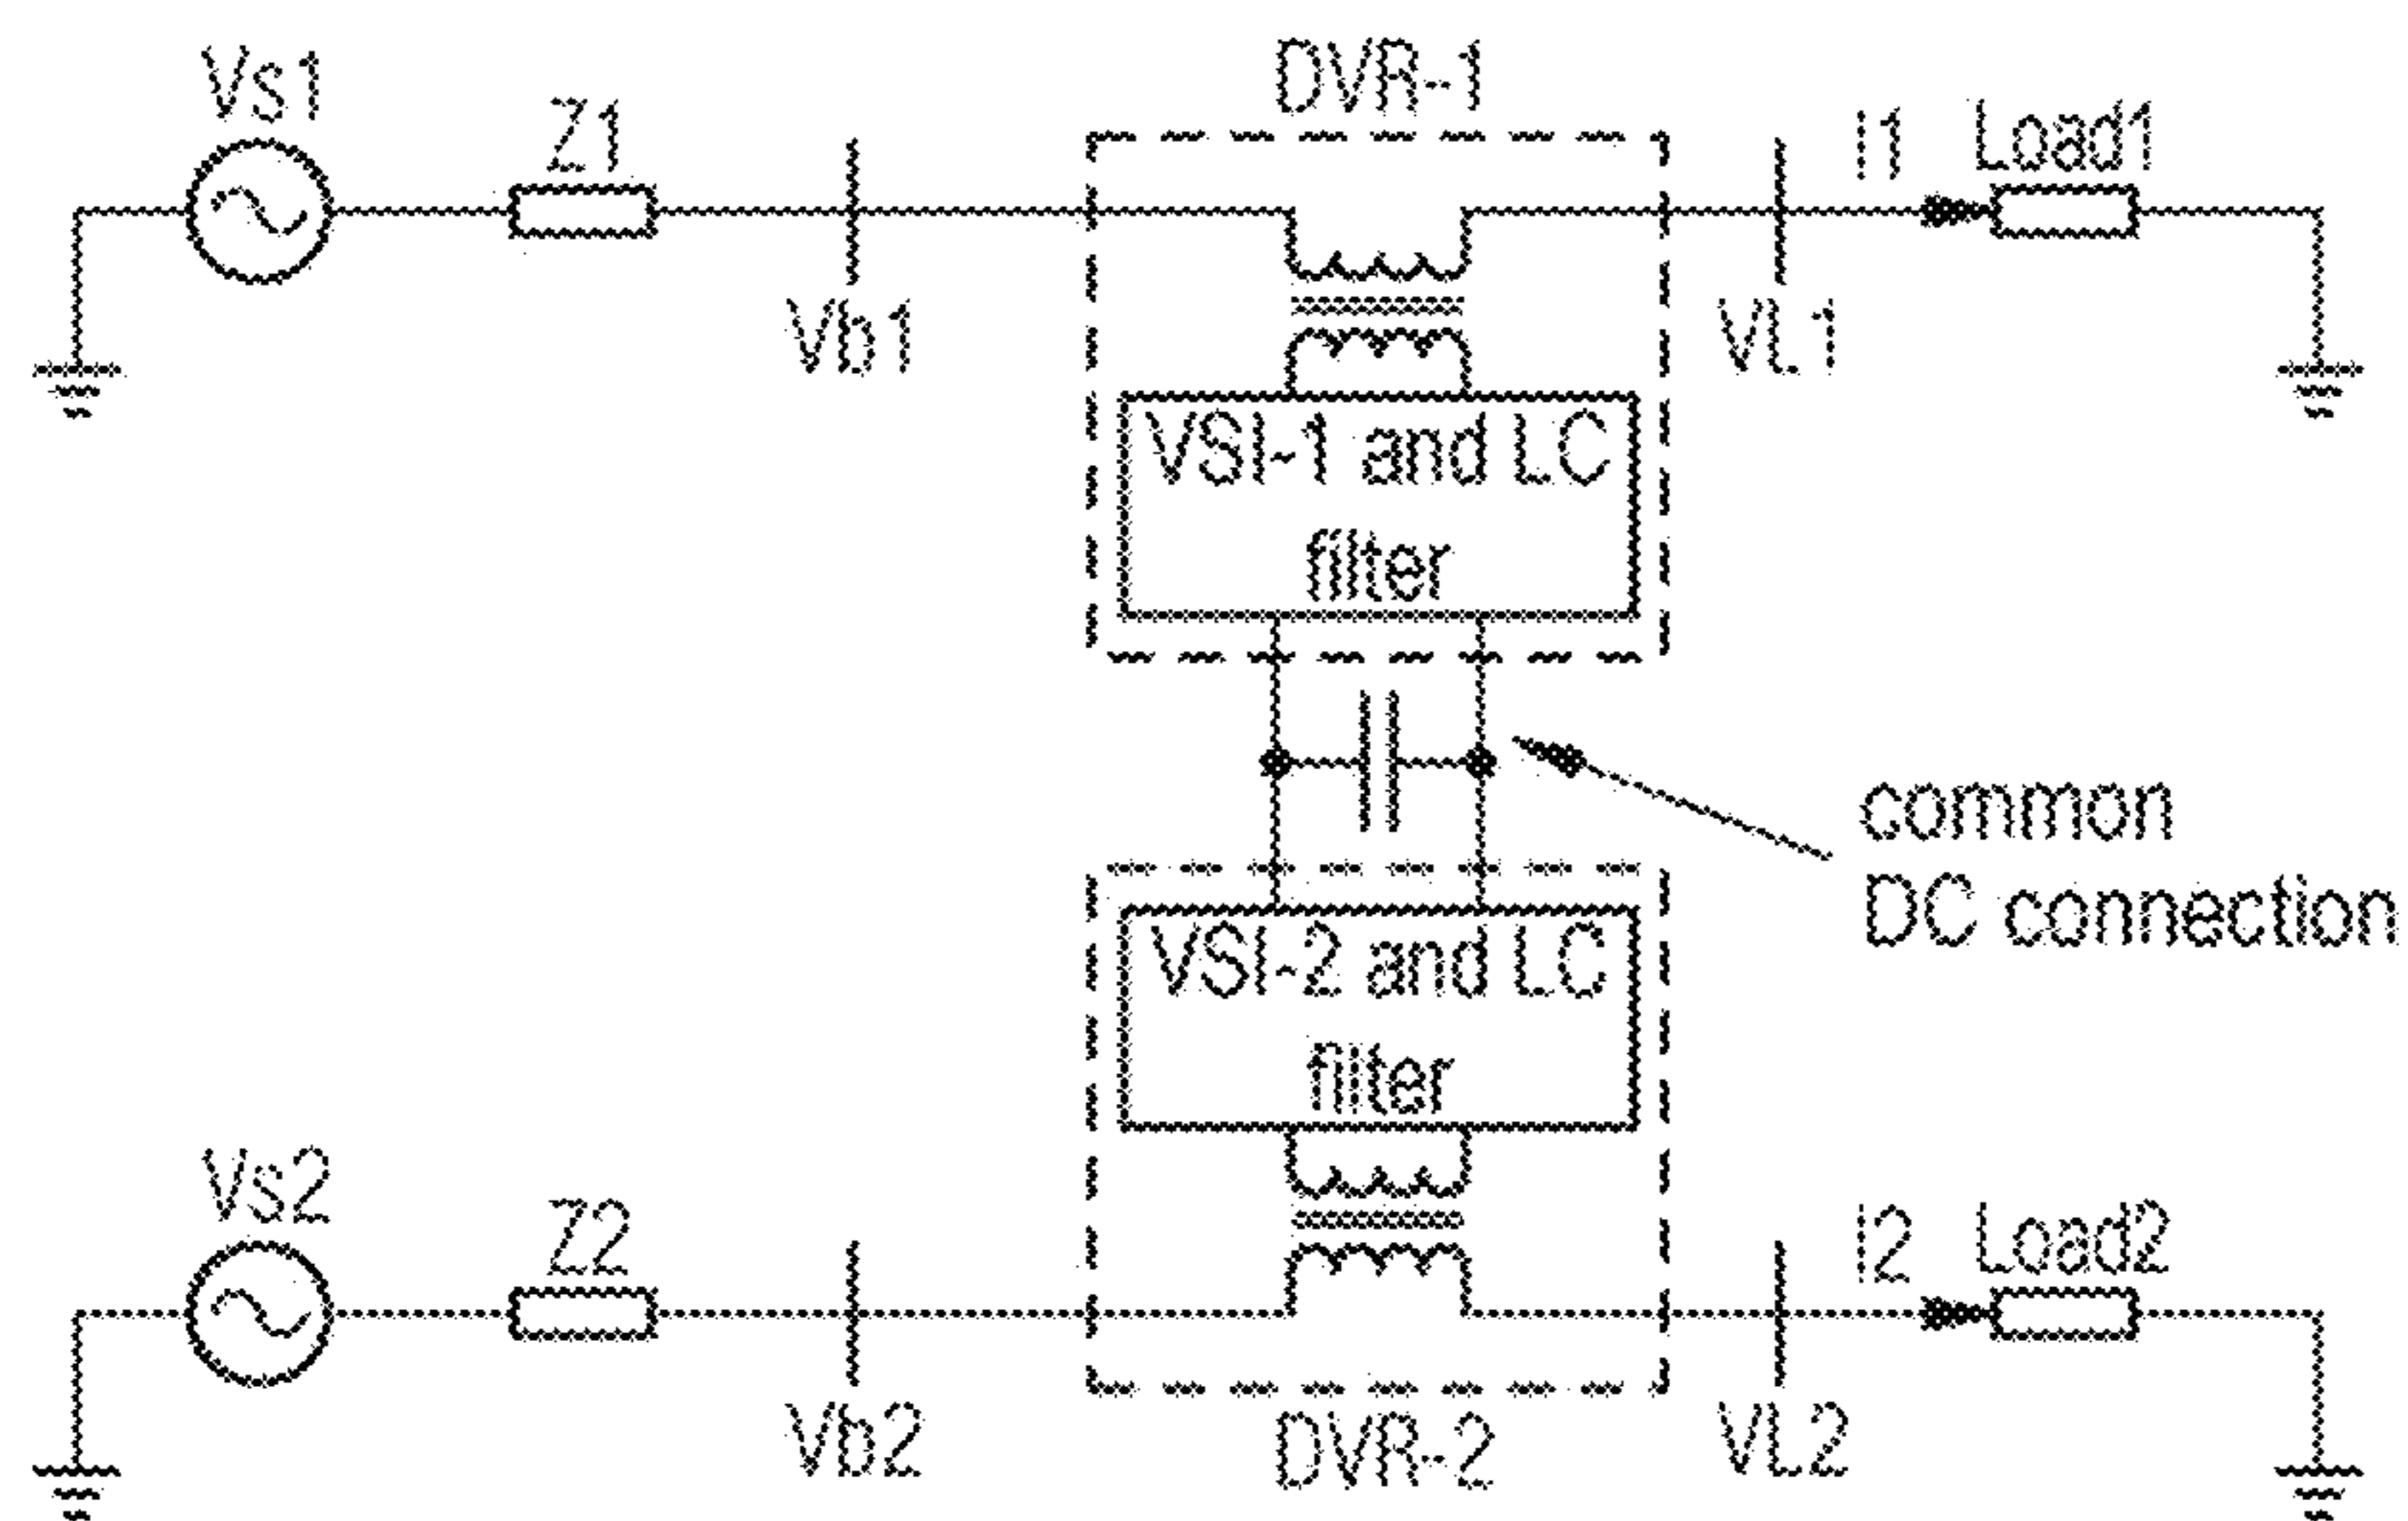 Vs1
Z1
Vb1
DVR-1
VSI-1 and LC
filter
VL1
I1
Load1
common
DC connection
VSI-2 and LC
filter
Vs2
Z2
Vb2
DVR-2
VL2
I2
Load2